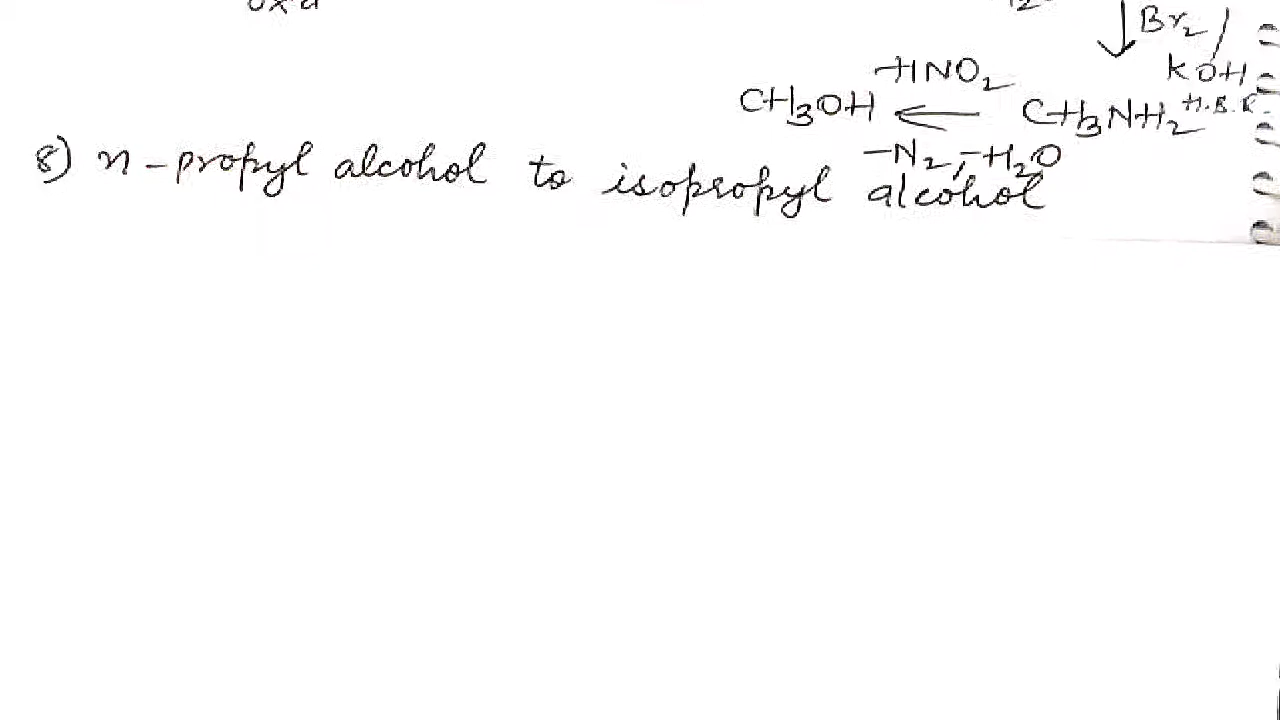 Br₂/
KOH
HNO₂
CH₃OH ← CH₃NH₂ H.B.R.
-N₂, -H₂O
8) n-propyl alcohol to isopropyl alcohol